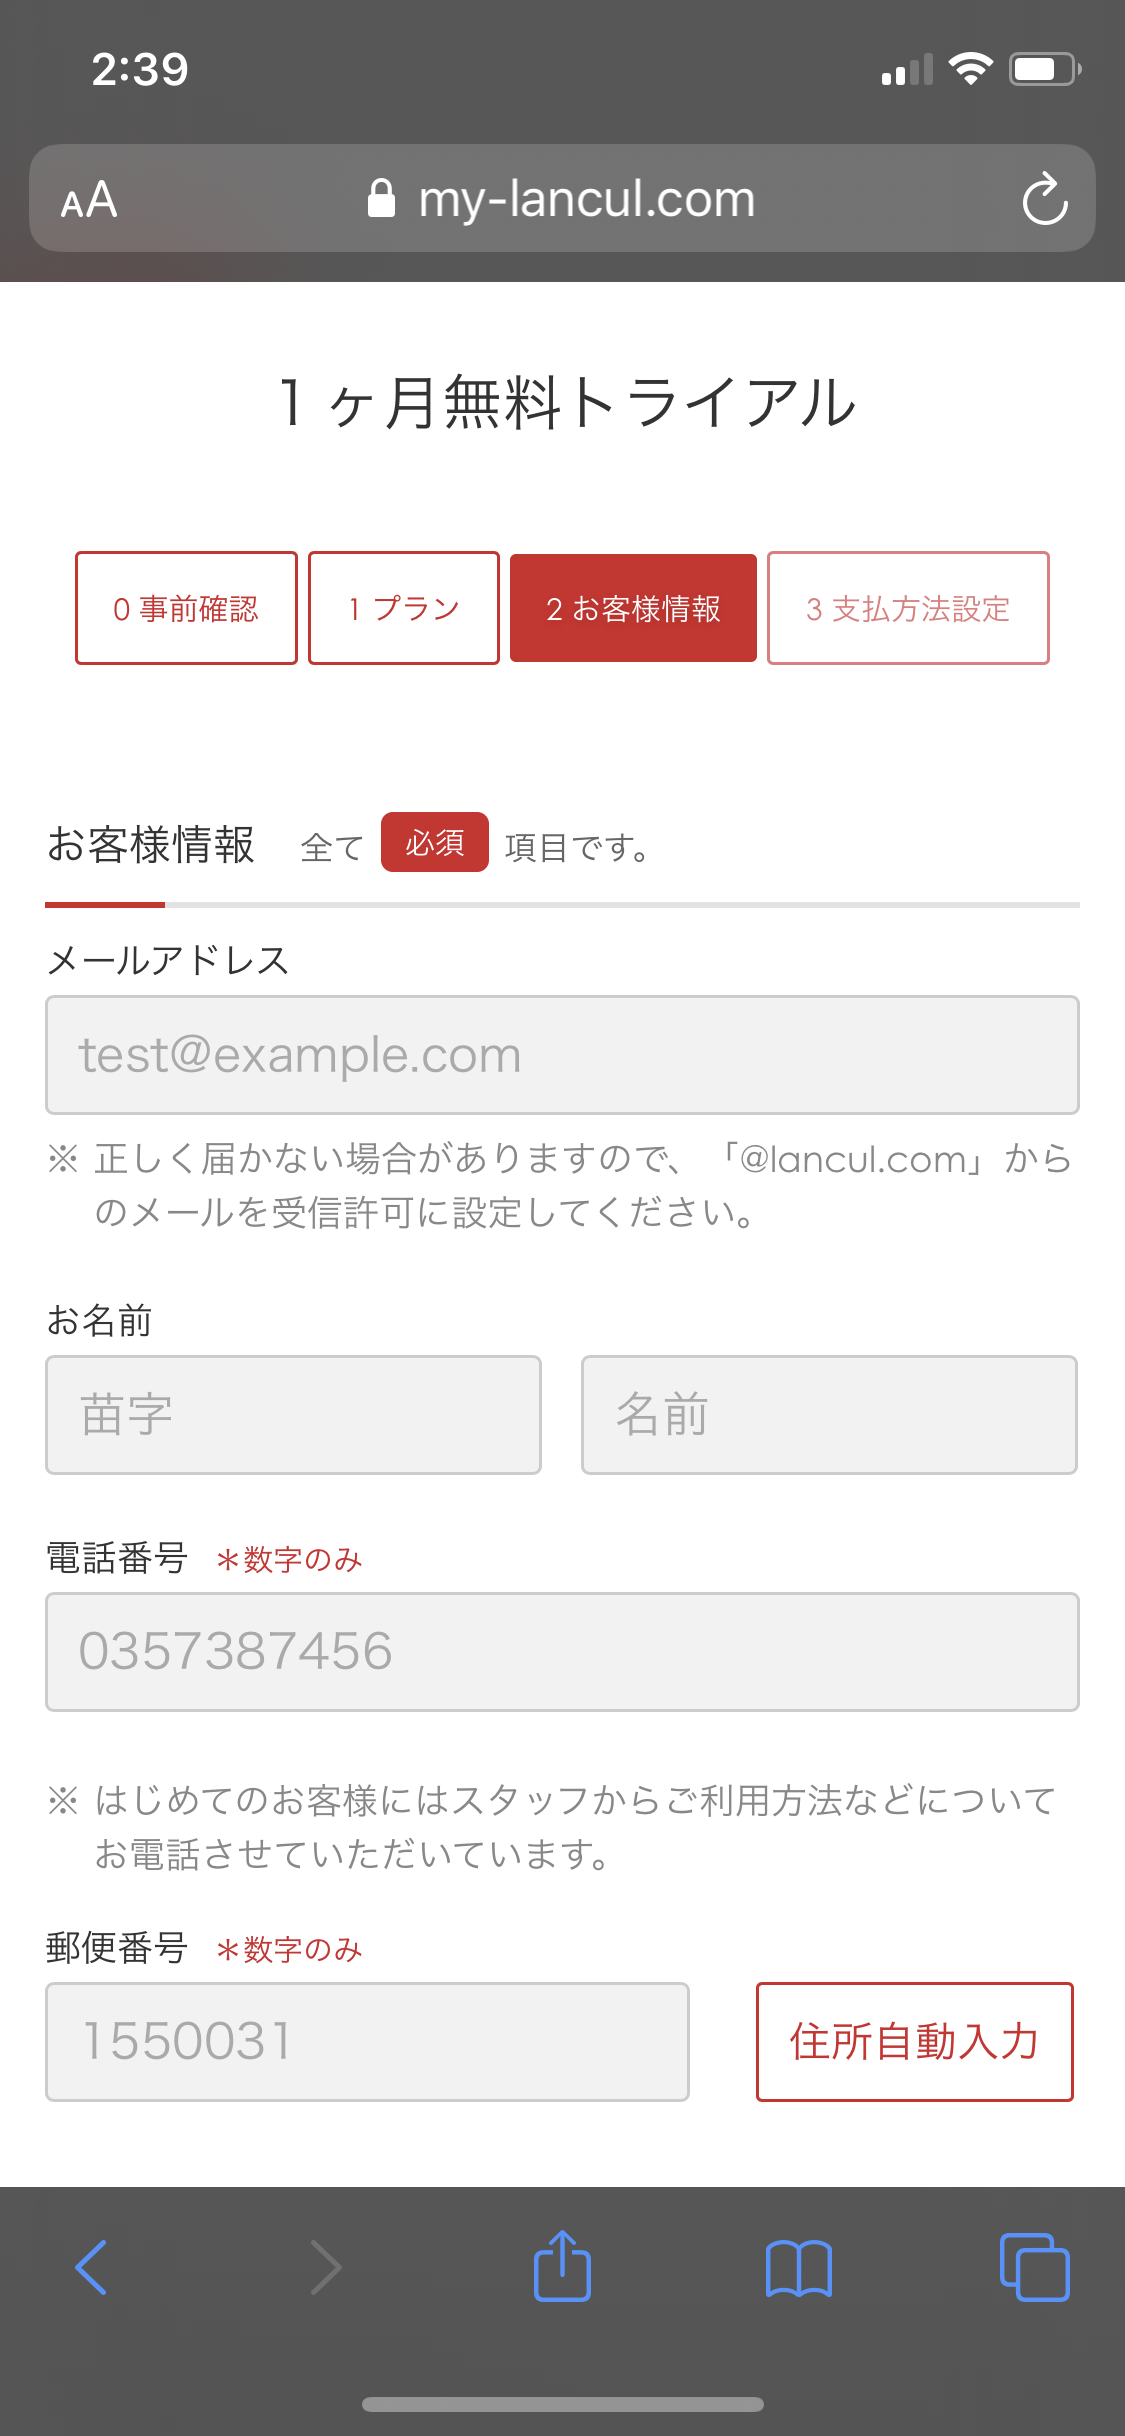 2:39
AA my-lancul.com
1ヶ月無料トライアル
0 事前確認 1 プラン 2 お客様情報 3 支払方法設定
お客様情報 全て 必須 項目です。
メールアドレス
test@example.com
※ 正しく届かない場合がありますので、「@lancul.com」から
のメールを受信許可に設定してください。
お名前
苗字 名前
電話番号 ＊数字のみ
0357387456
※ はじめてのお客様にはスタッフからご利用方法などについて
お電話させていただいています。
郵便番号 ＊数字のみ
1550031 住所自動入力